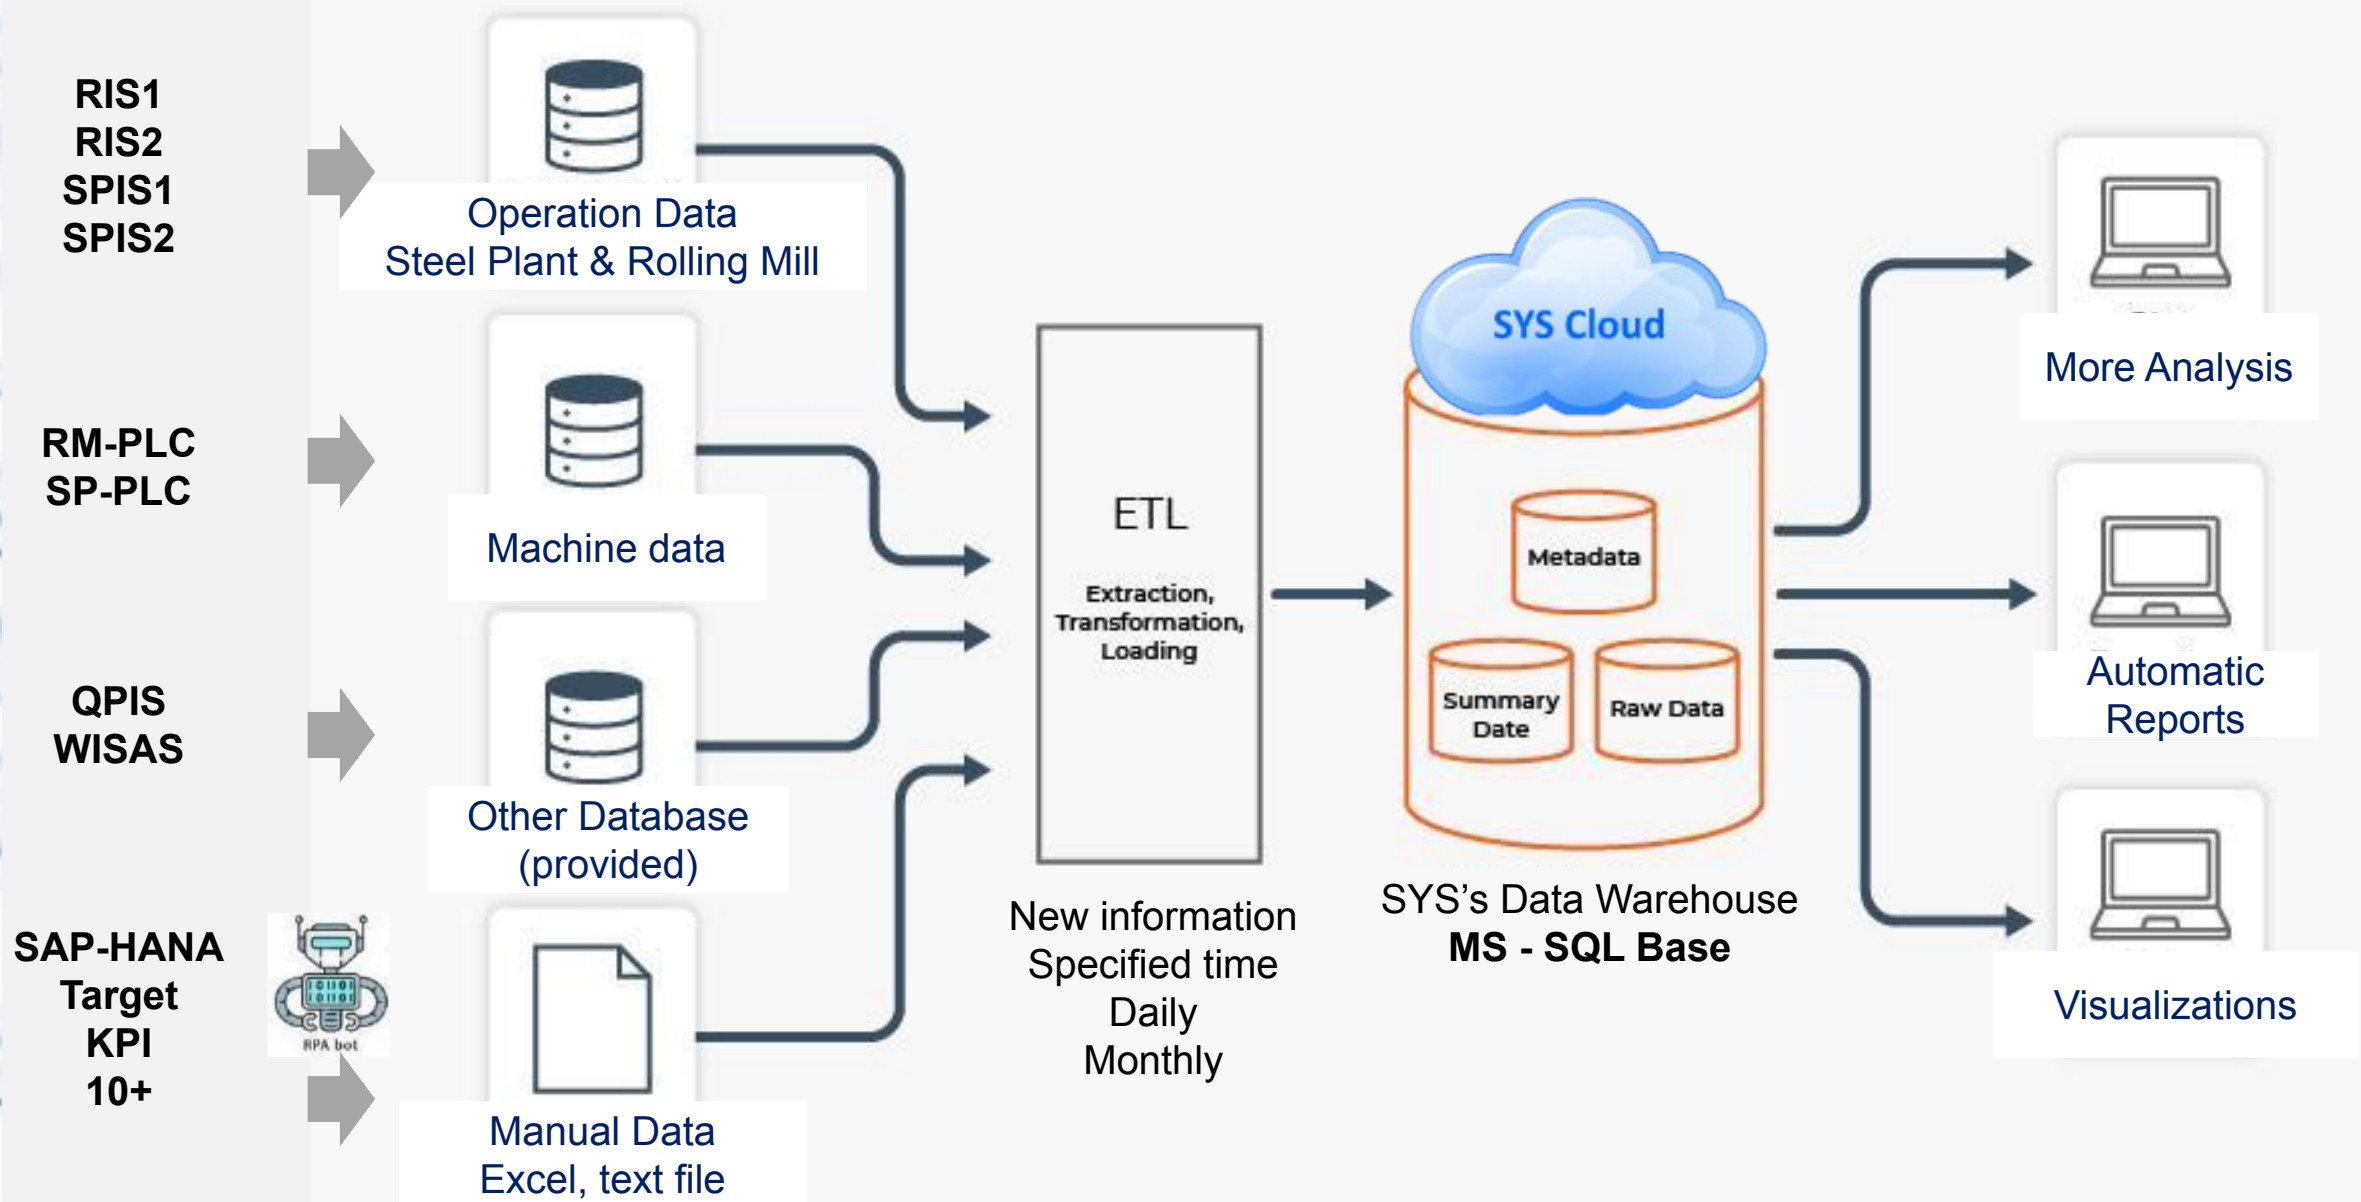 RIS1
RIS2
SPIS1
SPIS2
Operation Data
Steel Plant & Rolling Mill
RM-PLC
SP-PLC
Machine data
QPIS
WISAS
Other Database
(provided)
SAP-HANA
Target
KPI
10+
RPA bot
Manual Data
Excel, text file
ETL
Extraction,
Transformation,
Loading
New information
Specified time
Daily
Monthly
SYS Cloud
Metadata
Summary
Date
Raw Data
SYS’s Data Warehouse
MS - SQL Base
More Analysis
Automatic
Reports
Visualizations